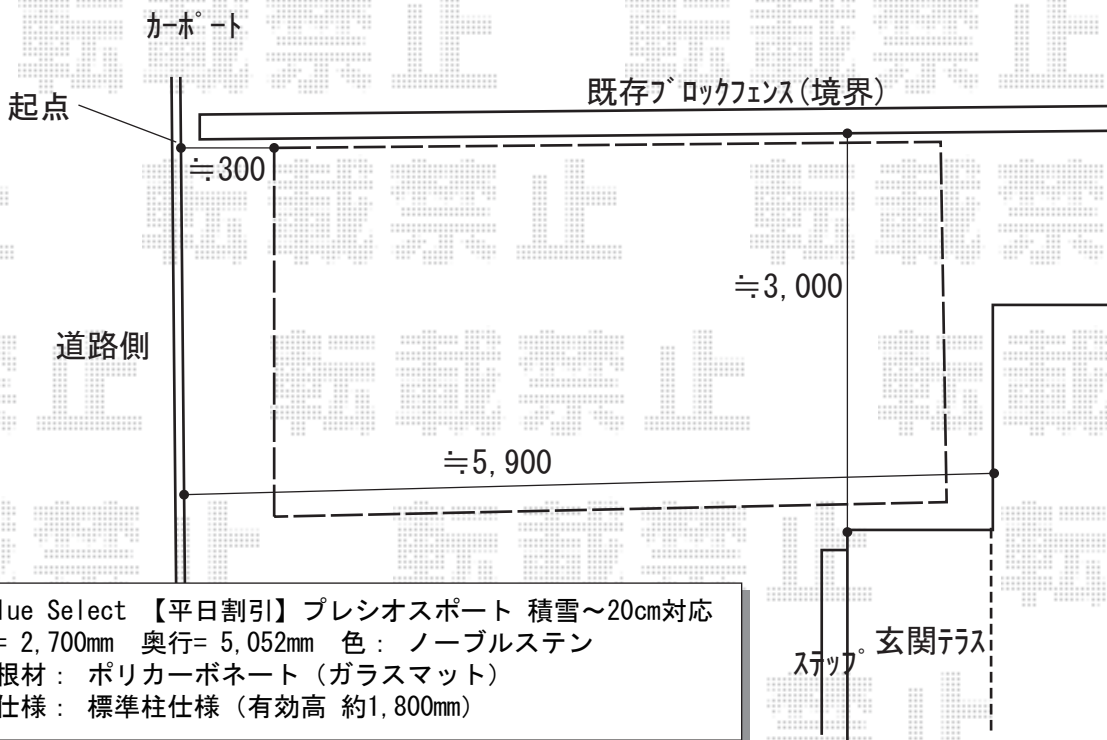 カーポート
起点
既存ブロックフェンス(境界)
≒300
≒3,000
道路側
≒5,900
lue Select 【平日割引】プレシオスポート 積雪～20cm対応
= 2,700mm 奥行= 5,052mm 色： ノーブルステン
根材： ポリカーボネート（ガラスマット）
仕様： 標準柱仕様（有効高 約1,800mm）
ステップ
玄関テラス
転載禁止